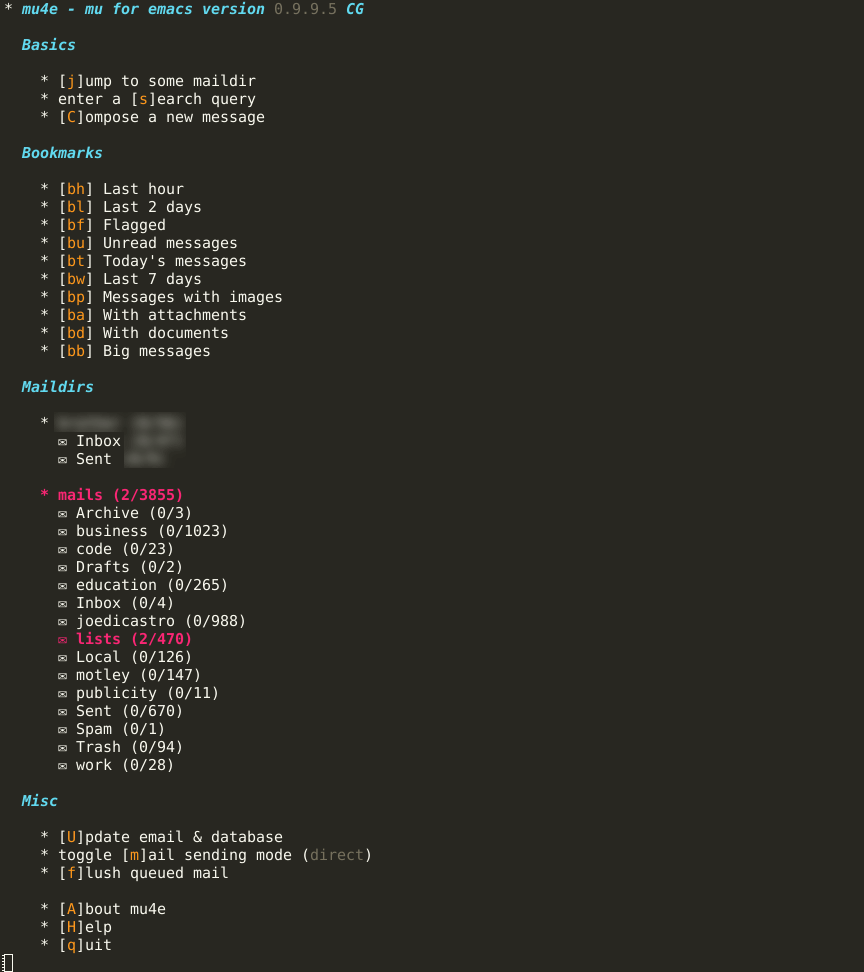 * mu4e - mu for emacs version 0.9.9.5 CG
Basics
* [j]ump to some maildir
* enter a [s]earch query
* [C]ompose a new message
Bookmarks
* [bh] Last hour
* [bl] Last 2 days
* [bf] Flagged
* [bu] Unread messages
* [bt] Today's messages
* [bw] Last 7 days
* [bp] Messages with images
* [ba] With attachments
* [bd] With documents
* [bb] Big messages
Maildirs
*
✉ Inbox
✉ Sent
* mails (2/3855)
✉ Archive (0/3)
✉ business (0/1023)
✉ code (0/23)
✉ Drafts (0/2)
✉ education (0/265)
✉ Inbox (0/4)
✉ joedicastro (0/988)
✉ lists (2/470)
✉ Local (0/126)
✉ motley (0/147)
✉ publicity (0/11)
✉ Sent (0/670)
✉ Spam (0/1)
✉ Trash (0/94)
✉ work (0/28)
Misc
* [U]pdate email & database
* toggle [m]ail sending mode (direct)
* [f]lush queued mail
* [A]bout mu4e
* [H]elp
* [q]uit